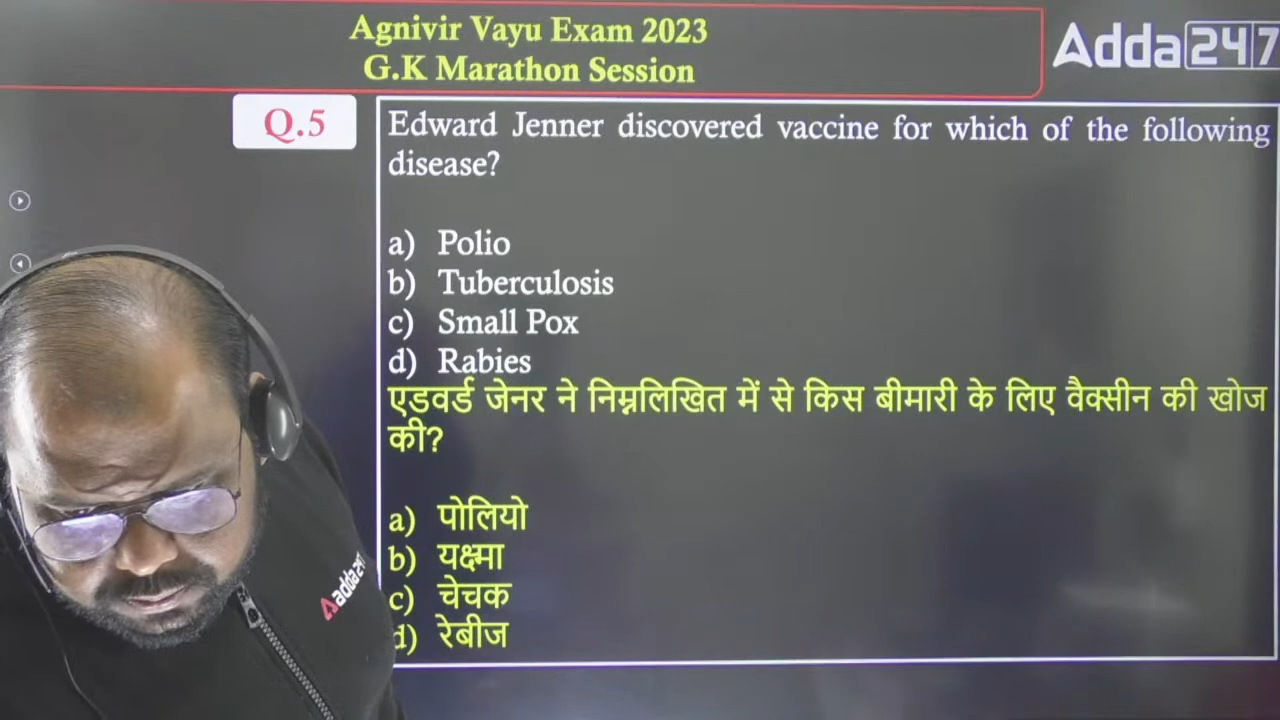 Agnivir Vayu Exam 2023
G.K Marathon Session
Adda247
Q.5
Edward Jenner discovered vaccine for which of the following
disease?
a) Polio
b) Tuberculosis
c) Small Pox
d) Rabies
एडवर्ड जेनर ने निम्नलिखित में से किस बीमारी के लिए वैक्सीन की खोज
की?
a) पोलियो
b) यक्ष्मा
c) चेचक
d) रेबीज
adda247